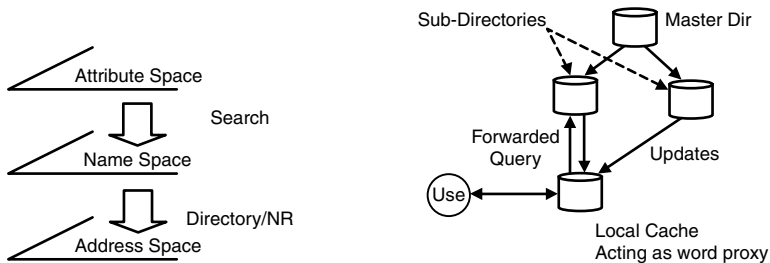 Attribute Space
Search
Name Space
Directory/NR
Address Space
Sub-Directories
Master Dir
Forwarded
Query
Updates
Use
Local Cache
Acting as word proxy